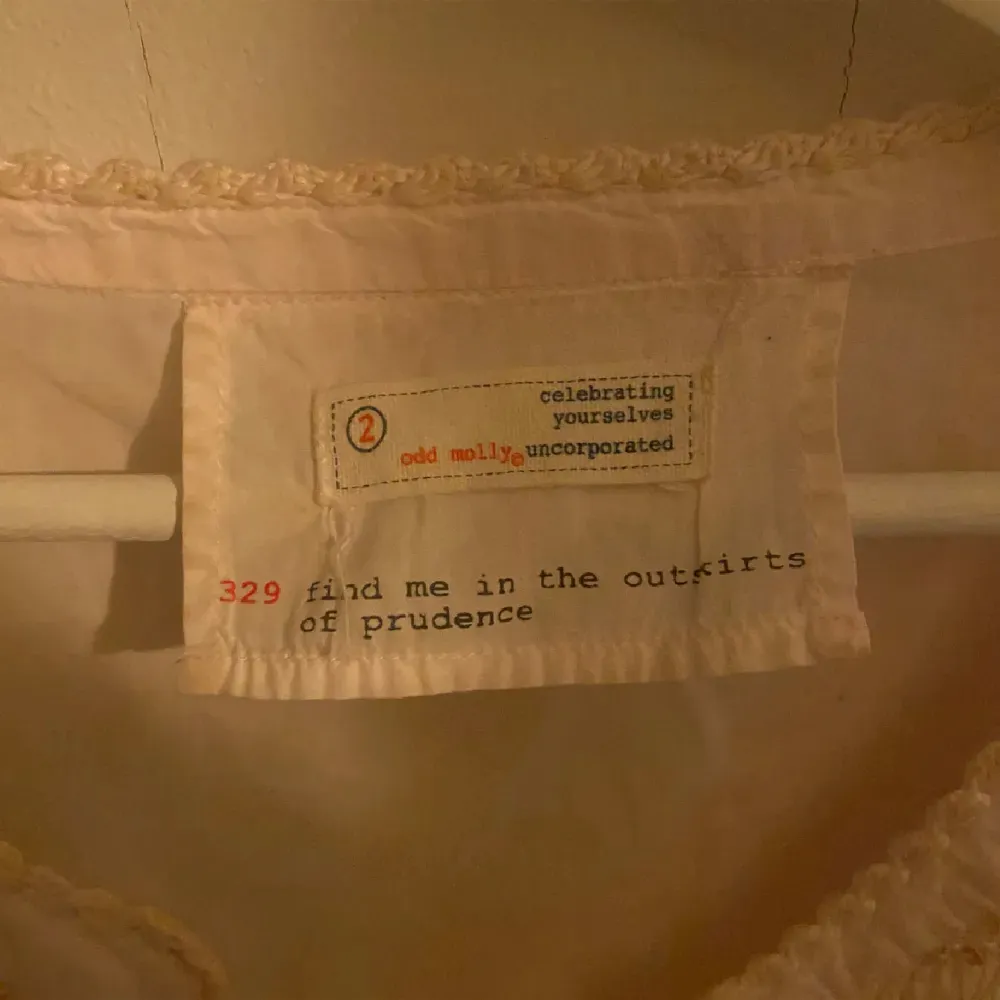 celebrating
yourselves
2
odd molly® uncorporated
329 find me in the outskirts
of prudence